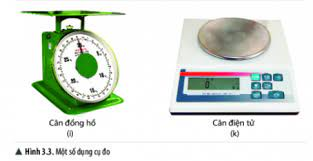 Cân đồng hồ
(i)
Cân điện tử
(k)
▲ Hình 3.3. Một số dụng cụ đo